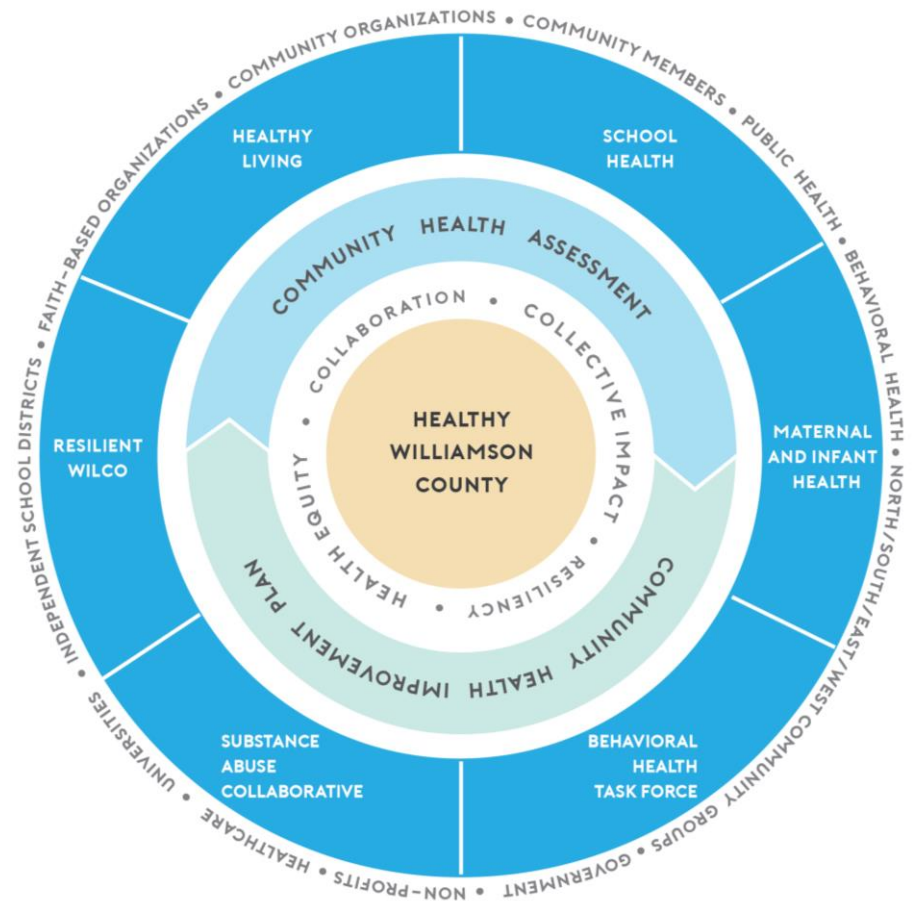 COMMUNITY ORGANIZATIONS • COMMUNITY MEMBERS • PUBLIC HEALTH • BEHAVIORAL HEALTH • NORTH/SOUTH/EAST/WEST COMMUNITY GROUPS • GOVERNMENT • NON-PROFITS • HEALTHCARE • UNIVERSITIES • INDEPENDENT SCHOOL DISTRICTS • FAITH-BASED ORGANIZATIONS •
HEALTHY
LIVING
SCHOOL
HEALTH
MATERNAL
AND INFANT
HEALTH
BEHAVIORAL
HEALTH
TASK FORCE
SUBSTANCE
ABUSE
COLLABORATIVE
RESILIENT
WILCO
COMMUNITY HEALTH ASSESSMENT
COMMUNITY HEALTH IMPROVEMENT PLAN
COLLABORATION • COLLECTIVE IMPACT • RESILIENCY • HEALTH EQUITY •
HEALTHY
WILLIAMSON
COUNTY